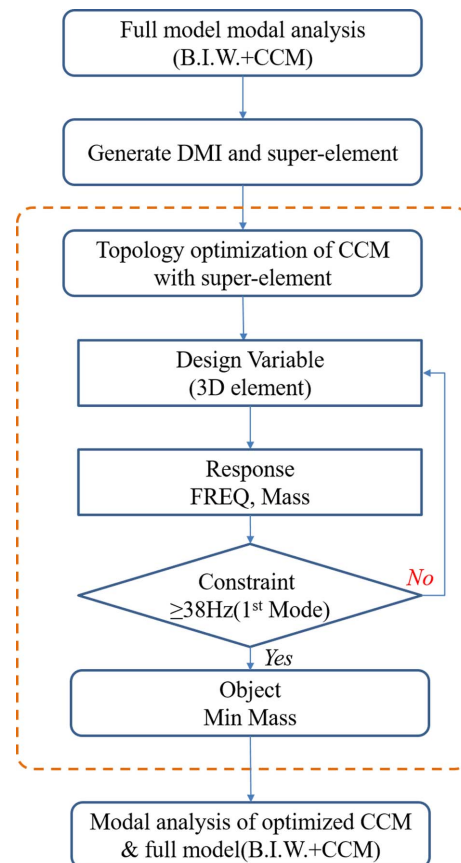 Full model modal analysis
(B.I.W.+CCM)
Generate DMI and super-element
Topology optimization of CCM
with super-element
Design Variable
(3D element)
Response
FREQ, Mass
Constraint
≥38Hz(1st Mode)
No
Yes
Object
Min Mass
Modal analysis of optimized CCM
& full model(B.I.W.+CCM)